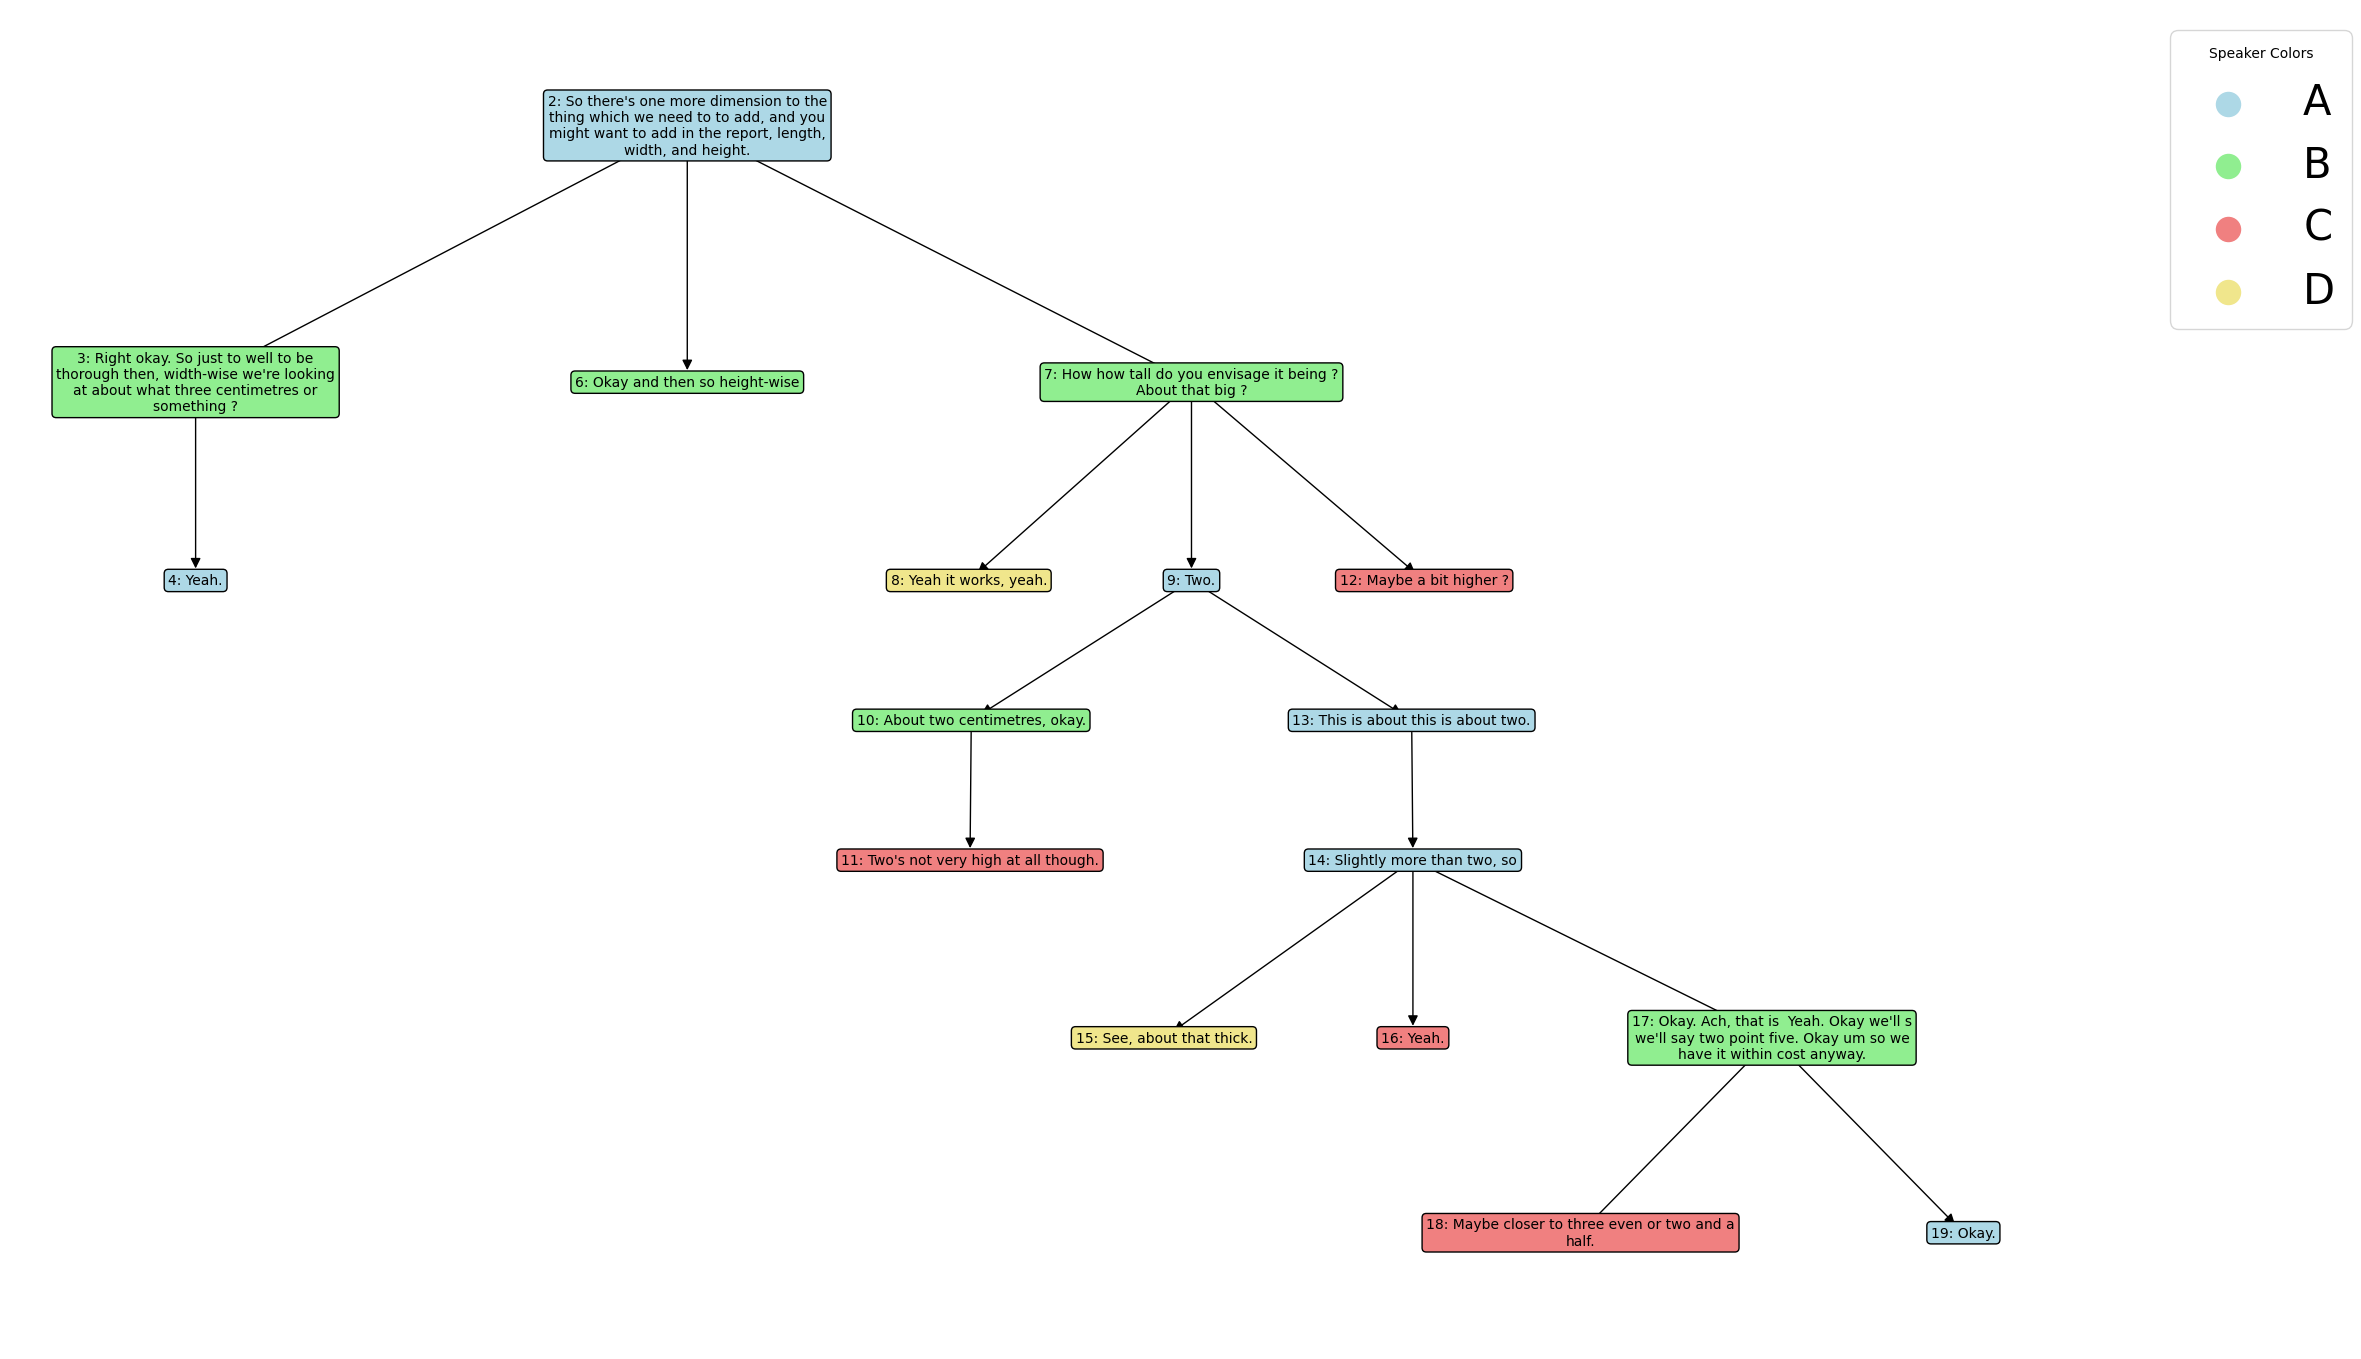 Speaker Colors
A
B
C
D
2: So there's one more dimension to the
thing which we need to to add, and you
might want to add in the report, length,
width, and height.
3: Right okay. So just to well to be
thorough then, width-wise we're looking
at about what three centimetres or
something ?
6: Okay and then so height-wise
7: How how tall do you envisage it being ?
About that big ?
4: Yeah.
8: Yeah it works, yeah.
9: Two.
12: Maybe a bit higher ?
10: About two centimetres, okay.
13: This is about this is about two.
11: Two's not very high at all though.
14: Slightly more than two, so
15: See, about that thick.
16: Yeah.
17: Okay. Ach, that is  Yeah. Okay we'll s
we'll say two point five. Okay um so we
have it within cost anyway.
18: Maybe closer to three even or two and a
half.
19: Okay.